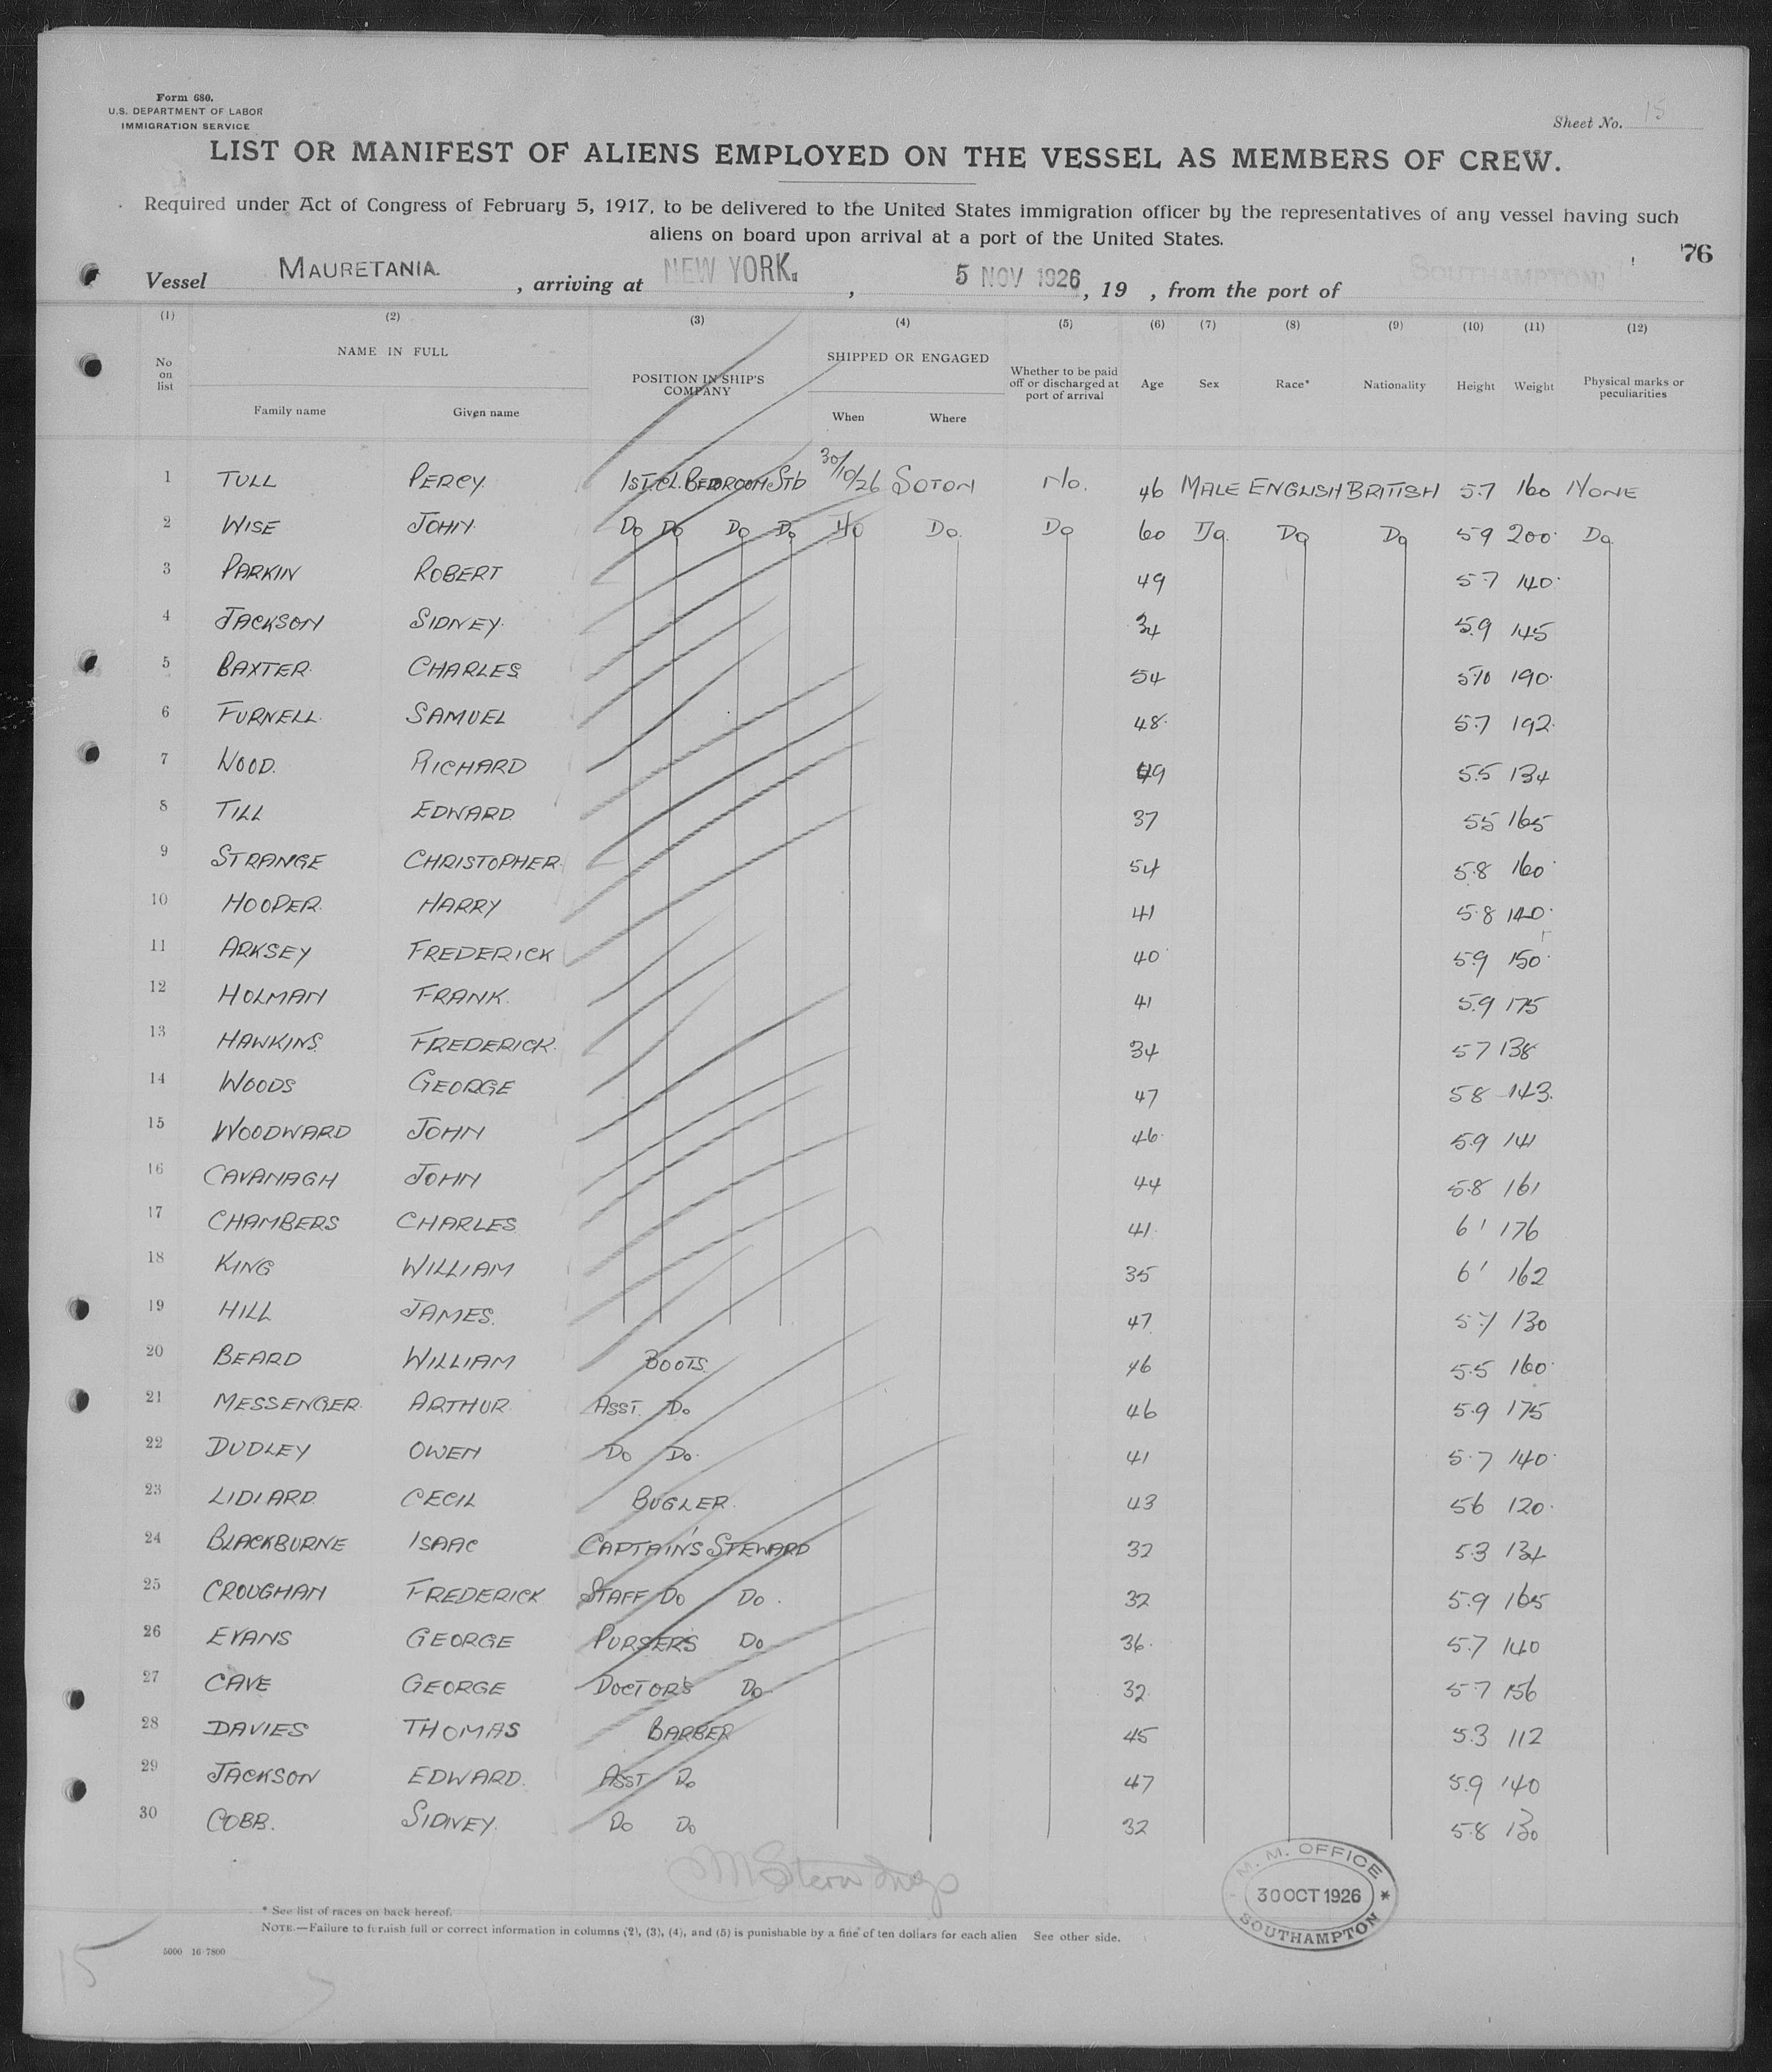 Form 680.
U.S. DEPARTMENT OF LABOR
IMMIGRATION SERVICE
Sheet No. 15
LIST OR MANIFEST OF ALIENS EMPLOYED ON THE VESSEL AS MEMBERS OF CREW.
Required under Act of Congress of February 5, 1917, to be delivered to the United States immigration officer by the representatives of any vessel having such
aliens on board upon arrival at a port of the United States.
76
Vessel MAURETANIA. , arriving at NEW YORK. , 5 NOV 1926 , 19 , from the port of SOUTHAMPTON
(1) (2) (3) (4) (5) (6) (7) (8) (9) (10) (11) (12)
No on list NAME IN FULL Family name Given name POSITION IN SHIP'S COMPANY SHIPPED OR ENGAGED When Where Whether to be paid off or discharged at port of arrival Age Sex Race* Nationality Height Weight Physical marks or peculiarities
1 TULL PERCY 1ST.CL.BEDROOM STD 30/10/26 SOTON No. 46 MALE ENGLISH BRITISH 5.7 160 NONE
2 WISE JOHN Do Do Do Do Do Do. Do 60 Do. Do Do 59 200 Do
3 PARKIN ROBERT 49 5.7 140
4 JACKSON SIDNEY 34 5.9 145
5 BAXTER CHARLES 54 5.10 190
6 FURNELL SAMUEL 48 5.7 192
7 WOOD. RICHARD 49 5.5 134
8 TILL EDWARD 37 55 165
9 STRANGE CHRISTOPHER 54 5.8 160
10 HOOPER HARRY 41 5.8 140
11 ARKSEY FREDERICK 40 5.9 150
12 HOLMAN FRANK. 41 5.9 175
13 HAWKINS FREDERICK. 34 57 138
14 WOODS GEORGE 47 58 143.
15 WOODWARD JOHN 46 5.9 141
16 CAVANAGH JOHN 44 5.8 161
17 CHAMBERS CHARLES 41 6' 176
18 KING WILLIAM 35 6' 162
19 HILL JAMES. 47 5.7 130
20 BEARD WILLIAM BOOTS. 46 5.5 160
21 MESSENGER ARTHUR ASST. Do 46 5.9 175
22 DUDLEY OWEN Do Do. 41 5.7 140
23 LIDIARD CECIL BUGLER. 43 56 120
24 BLACKBURNE ISAAC CAPTAIN'S STEWARD 32 5.3 134
25 CROUGHAN FREDERICK STAFF Do Do. 32 5.9 165
26 EVANS GEORGE PURSER'S Do 36 5.7 140
27 CAVE GEORGE DOCTOR'S Do 32 5.7 156
28 DAVIES THOMAS BARBER 45 5.3 112
29 JACKSON EDWARD. ASST Do 47 5.9 140
30 COBB. SIDNEY. Do Do 32 5.8 130
M. M. OFFICE
30 OCT 1926 *
SOUTHAMPTON
* See list of races on back hereof.
NOTE.—Failure to furnish full or correct information in columns (2), (3), (4), and (5) is punishable by a fine of ten dollars for each alien See other side.
5000 16-7800
15